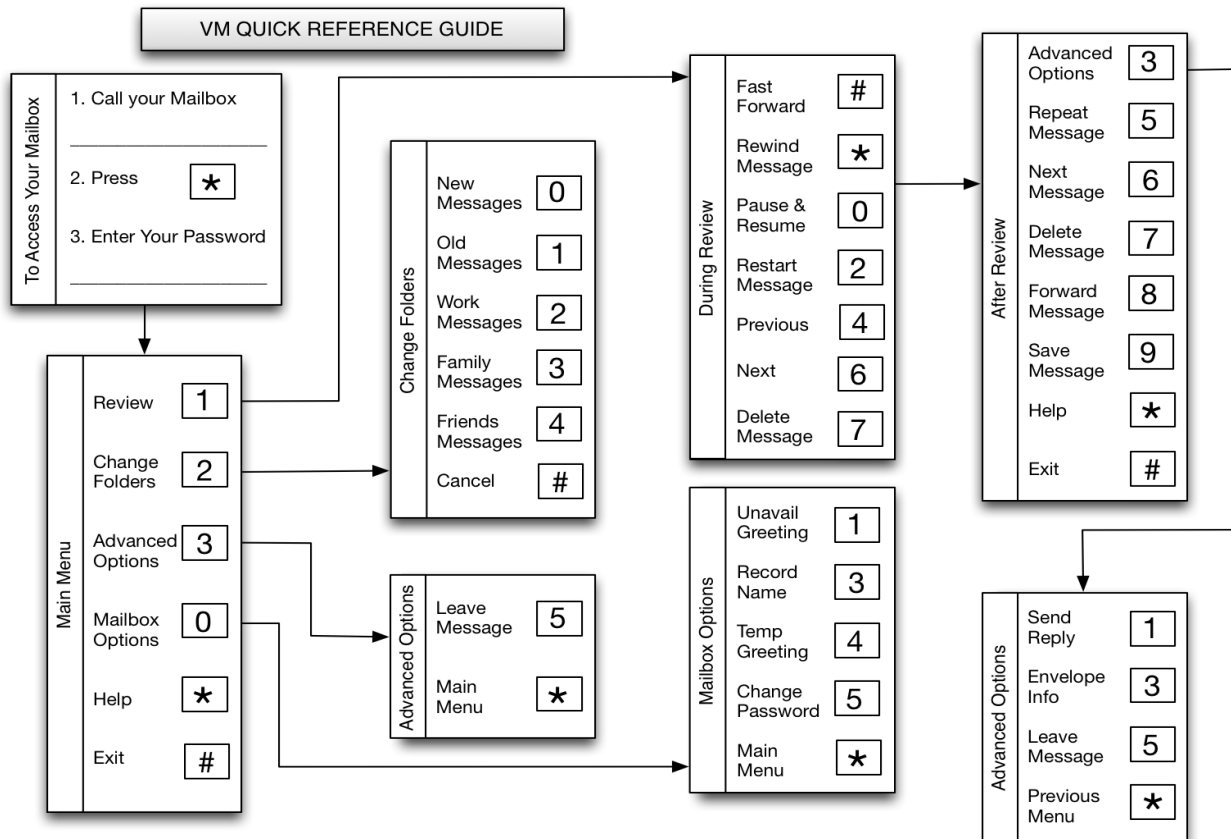 VM QUICK REFERENCE GUIDE
To Access Your Mailbox
1. Call your Mailbox
2. Press *
3. Enter Your Password
Main Menu
Review 1
Change
Folders 2
Advanced
Options 3
Mailbox
Options 0
Help *
Exit #
Change Folders
New
Messages 0
Old
Messages 1
Work
Messages 2
Family
Messages 3
Friends
Messages 4
Cancel #
Advanced Options
Leave
Message 5
Main
Menu *
During Review
Fast
Forward #
Rewind
Message *
Pause &
Resume 0
Restart
Message 2
Previous 4
Next 6
Delete
Message 7
Mailbox Options
Unavail
Greeting 1
Record
Name 3
Temp
Greeting 4
Change
Password 5
Main
Menu *
After Review
Advanced
Options 3
Repeat
Message 5
Next
Message 6
Delete
Message 7
Forward
Message 8
Save
Message 9
Help *
Exit #
Advanced Options
Send
Reply 1
Envelope
Info 3
Leave
Message 5
Previous
Menu *